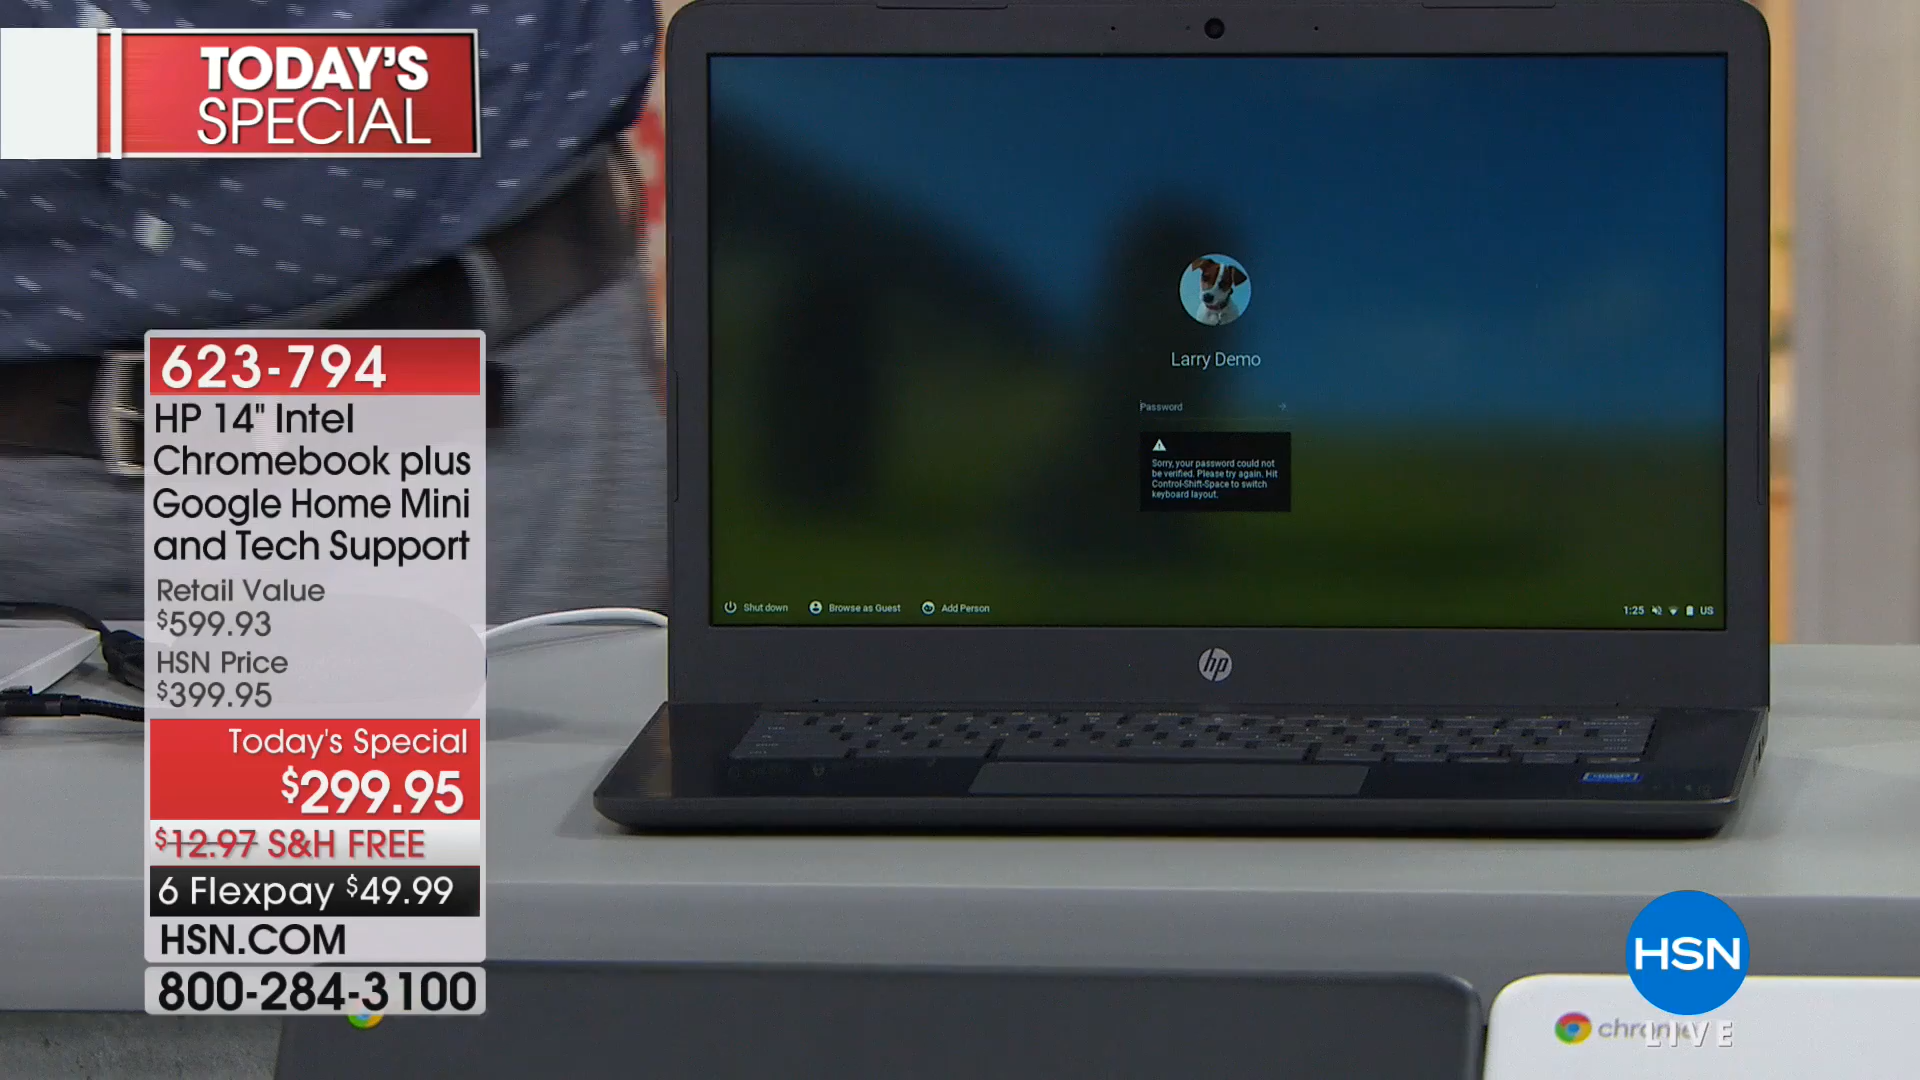 TODAY'S
SPECIAL
623-794
HP 14" Intel
Chromebook plus
Google Home Mini
and Tech Support
Retail Value
$599.93
HSN Price
$399.95
Today's Special
$299.95
$12.97 S&H FREE
6 Flexpay $49.99
HSN.COM
800-284-3100
Larry Demo
Password
Sorry, your password could not
be verified. Please try again. Hit
Control-Shift-Space to switch
keyboard layout.
Shut down
Browse as Guest
Add Person
1:25
US
hp
HSN
LIVE